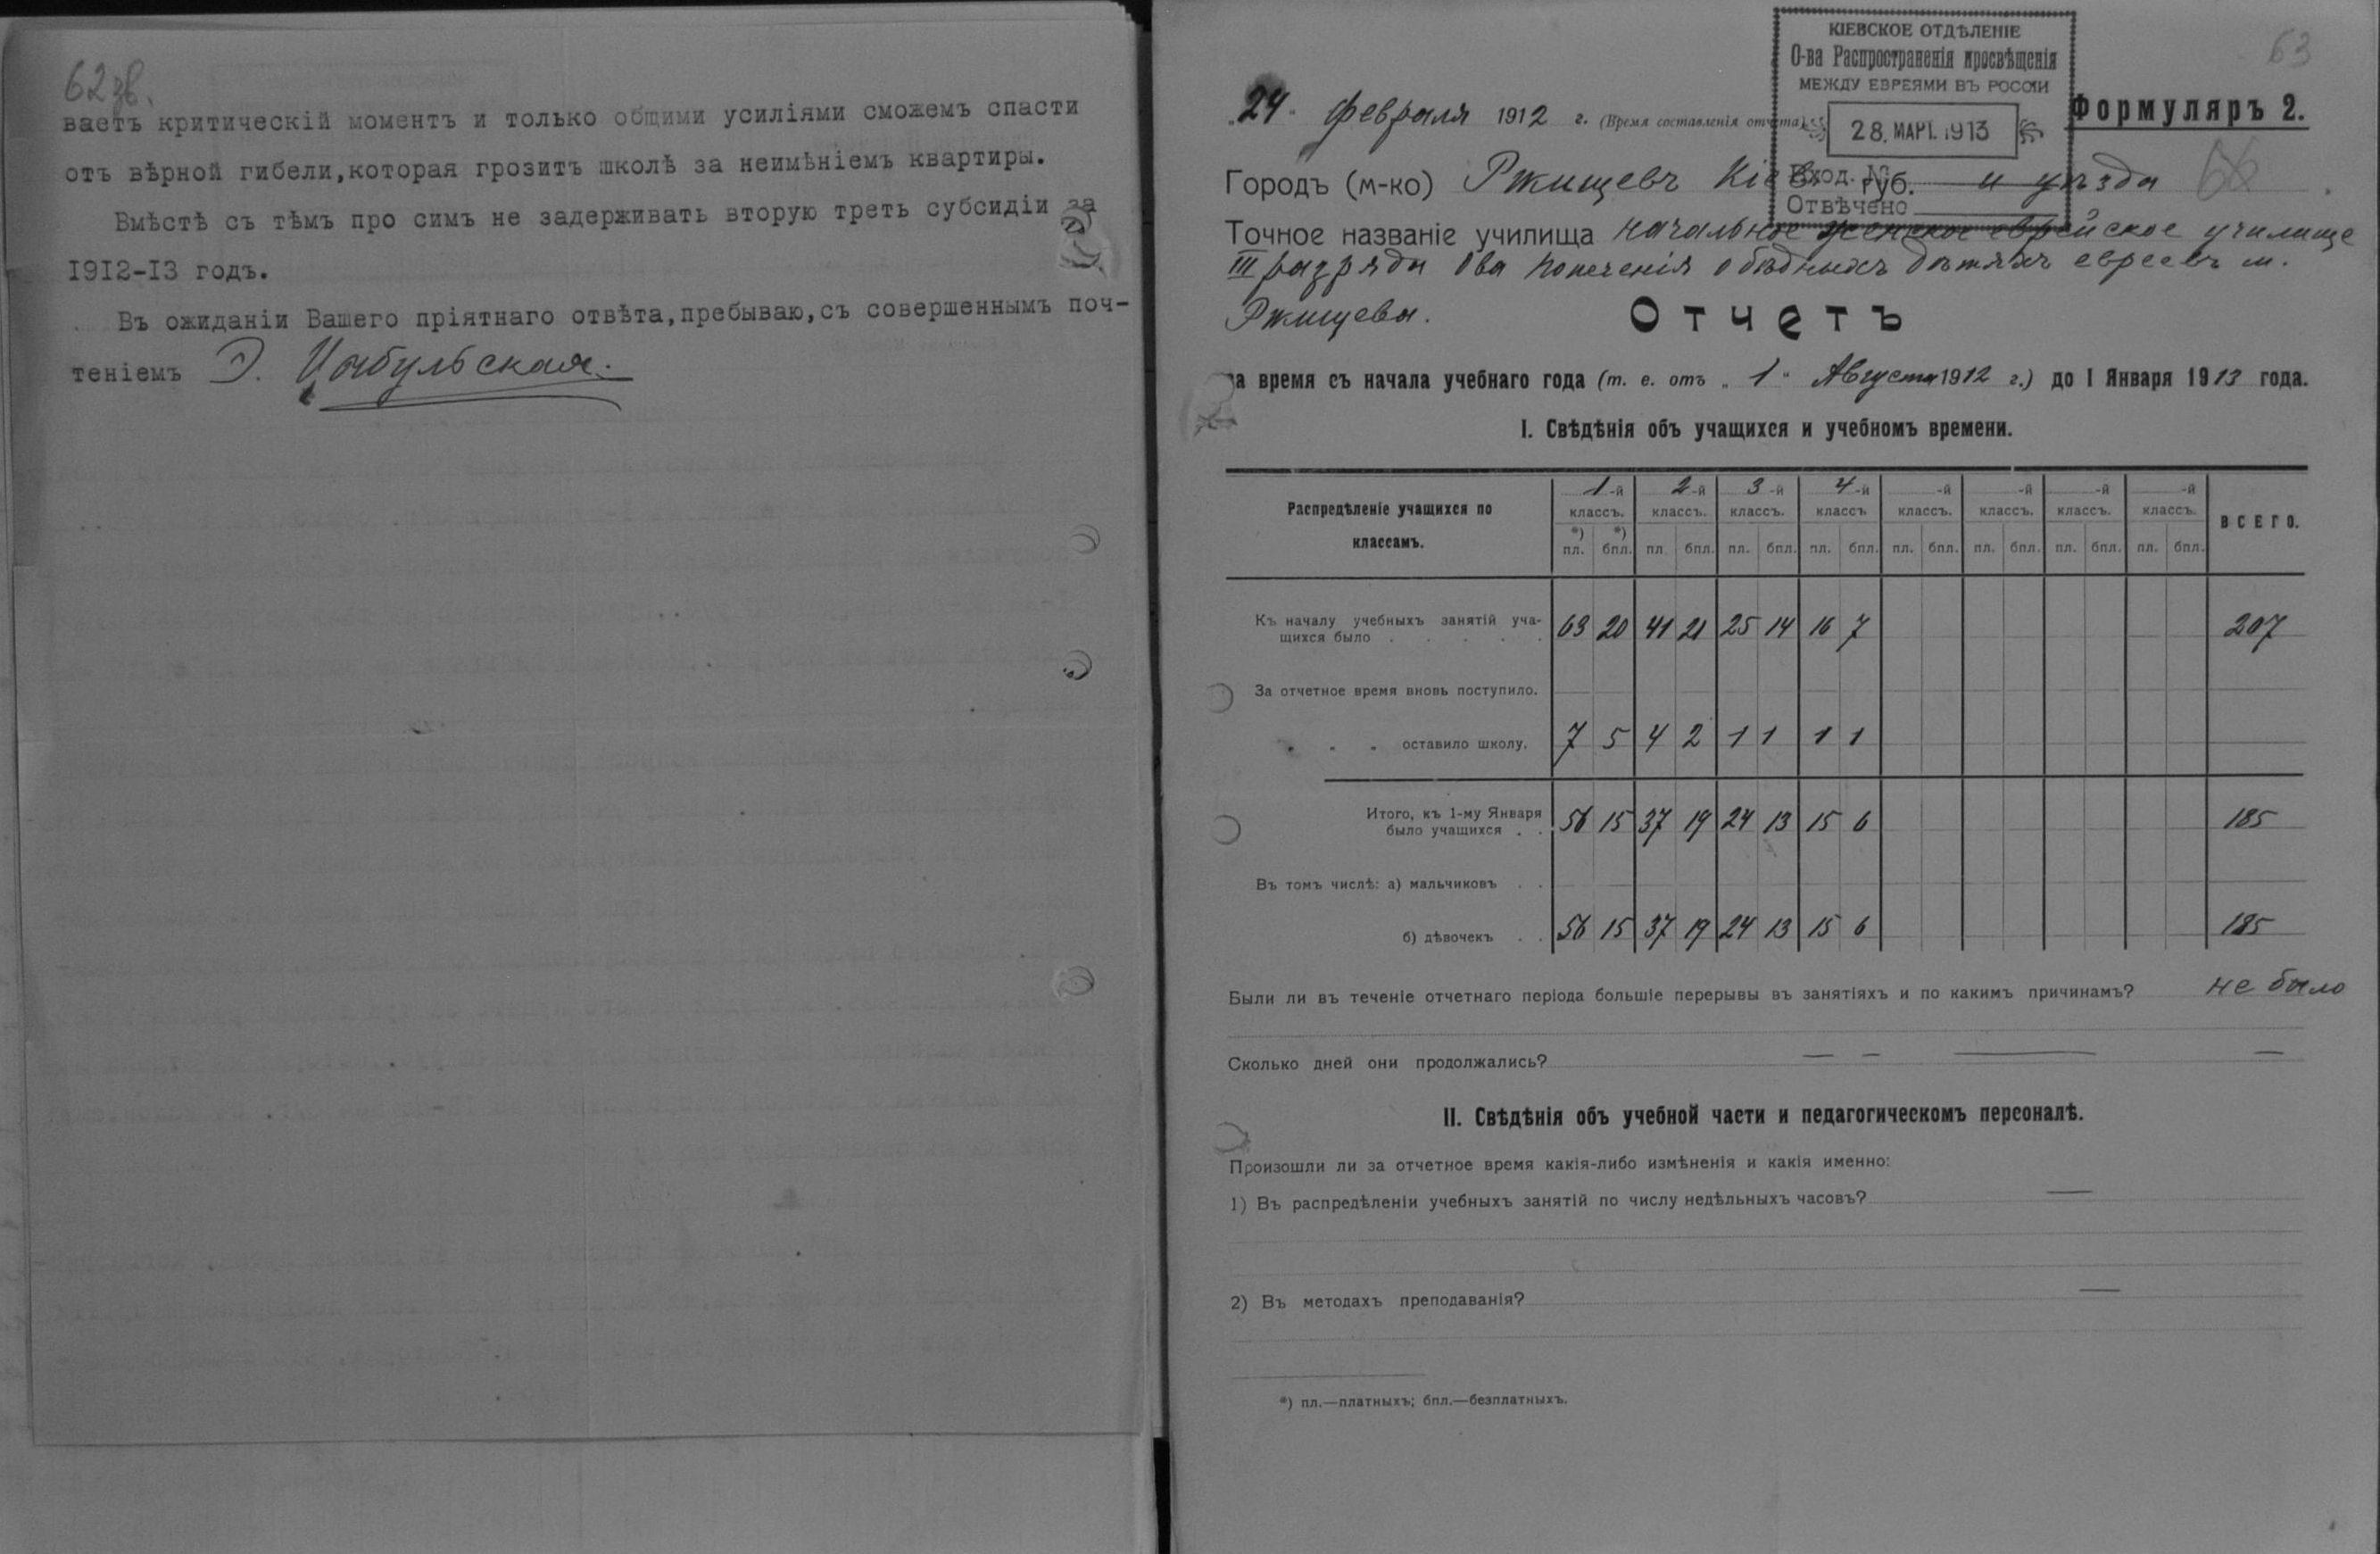 62 зв.
ваетъ критическій моментъ и только общими усиліями сможемъ спасти
отъ вѣрной гибели,которая грозитъ школѣ за неимѣніемъ квартиры.
Вмѣстѣ съ тѣмъ про симъ не задерживать вторую треть субсидіи за
1912-13 годъ.
Въ ожиданіи Вашего пріятнаго отвѣта,пребываю,съ совершеннымъ поч-
теніемъ Э. Цыбульская.
63
КІЕВСКОЕ ОТДѢЛЕНІЕ
О-ва Распространенія просвѣщенія
МЕЖДУ ЕВРЕЯМИ ВЪ РОССІИ
28. МАРТ. 1913
Вход. №
Отвѣчено
Формуляръ 2.
66
„24" февраля 1912 г. (Время составленія отчета).
Городъ (м-ко) Ржищевъ Кіев. губ. и уѣзда
Точное названіе училища начальное женское еврейское училище
III разряда О-ва попеченія о бѣдныхъ дѣтяхъ евреевъ м.
Ржищева.
Отчетъ
за время съ начала учебнаго года (т. е. отъ „1" Августа 1912 г.) до 1 Января 1913 года.
I. Свѣдѣнія объ учащихся и учебномъ времени.
Распредѣленіе учащихся по классамъ. 1-й классъ. 2-й классъ. 3-й классъ. 4-й классъ -й классъ. -й классъ. -й классъ. -й классъ. ВСЕГО.
*) пл. *) бпл. пл. бпл. пл. бпл. пл. бпл. пл. бпл. пл. бпл. пл. бпл. пл. бпл.
Къ началу учебныхъ занятій уча-
щихся было . . . . . 63 20 41 21 25 14 16 7 207
За отчетное время вновь поступило.
" " " оставило школу. 7 5 4 2 1 1 1 1
Итого, къ 1-му Января
было учащихся . . 56 15 37 19 24 13 15 6 185
Въ томъ числѣ: а) мальчиковъ . .
б) дѣвочекъ . . 56 15 37 19 24 13 15 6 185
Были ли въ теченіе отчетнаго періода большіе перерывы въ занятіяхъ и по какимъ причинамъ? не было
Сколько дней они продолжались? — — — —
II. Свѣдѣнія объ учебной части и педагогическомъ персоналѣ.
Произошли ли за отчетное время какія-либо измѣненія и какія именно:
1) Въ распредѣленіи учебныхъ занятій по числу недѣльныхъ часовъ? —
2) Въ методахъ преподаванія? —
*) пл.—платныхъ; бпл.—безплатныхъ.